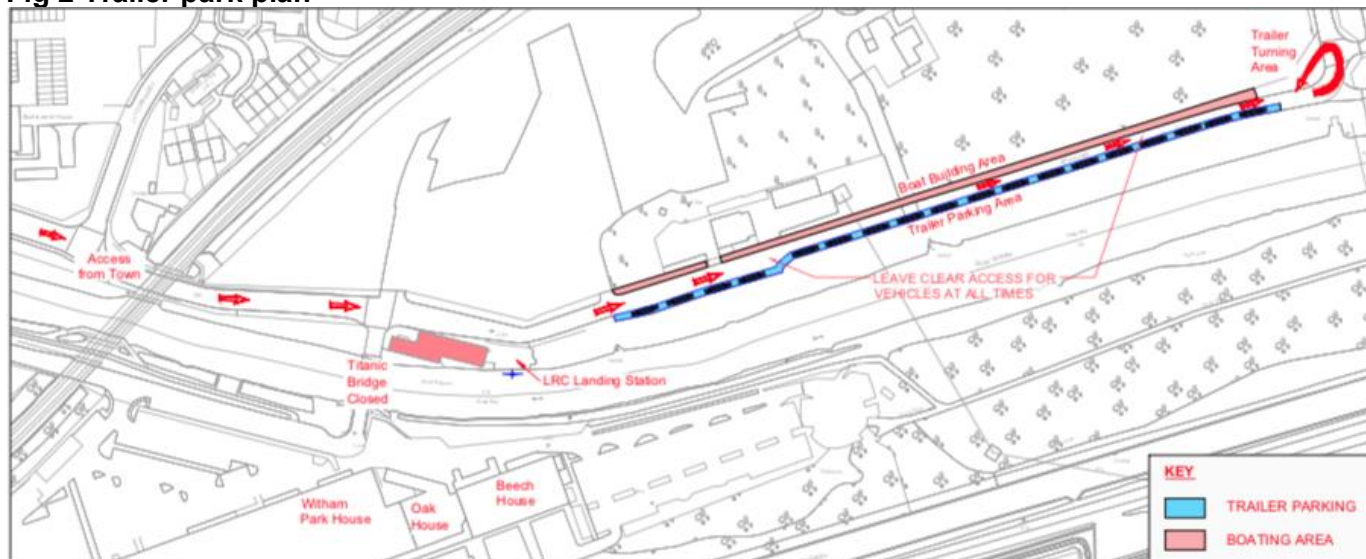 Fig 2 Trailer park plan
Trailer
Turning
Area
Boat Building Area
Trailer Parking Area
Access
from Town
LEAVE CLEAR ACCESS FOR
VEHICLES AT ALL TIMES
Titanic
Bridge
Closed
LRC Landing Station
Witham
Park House
Oak
House
Beech
House
KEY
TRAILER PARKING
BOATING AREA